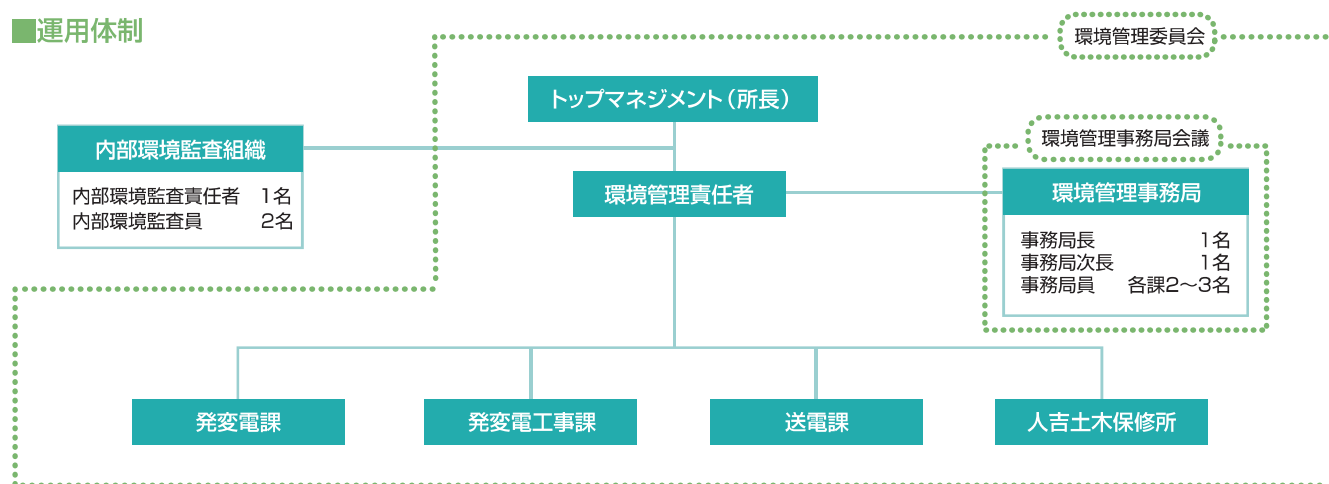 ■運用体制
環境管理委員会
トップマネジメント(所長)
内部環境監査組織
内部環境監査責任者 1名
内部環境監査員 2名
環境管理責任者
環境管理事務局会議
環境管理事務局
事務局長 1名
事務局次長 1名
事務局員 各課2〜3名
発変電課
発変電工事課
送電課
人吉土木保修所